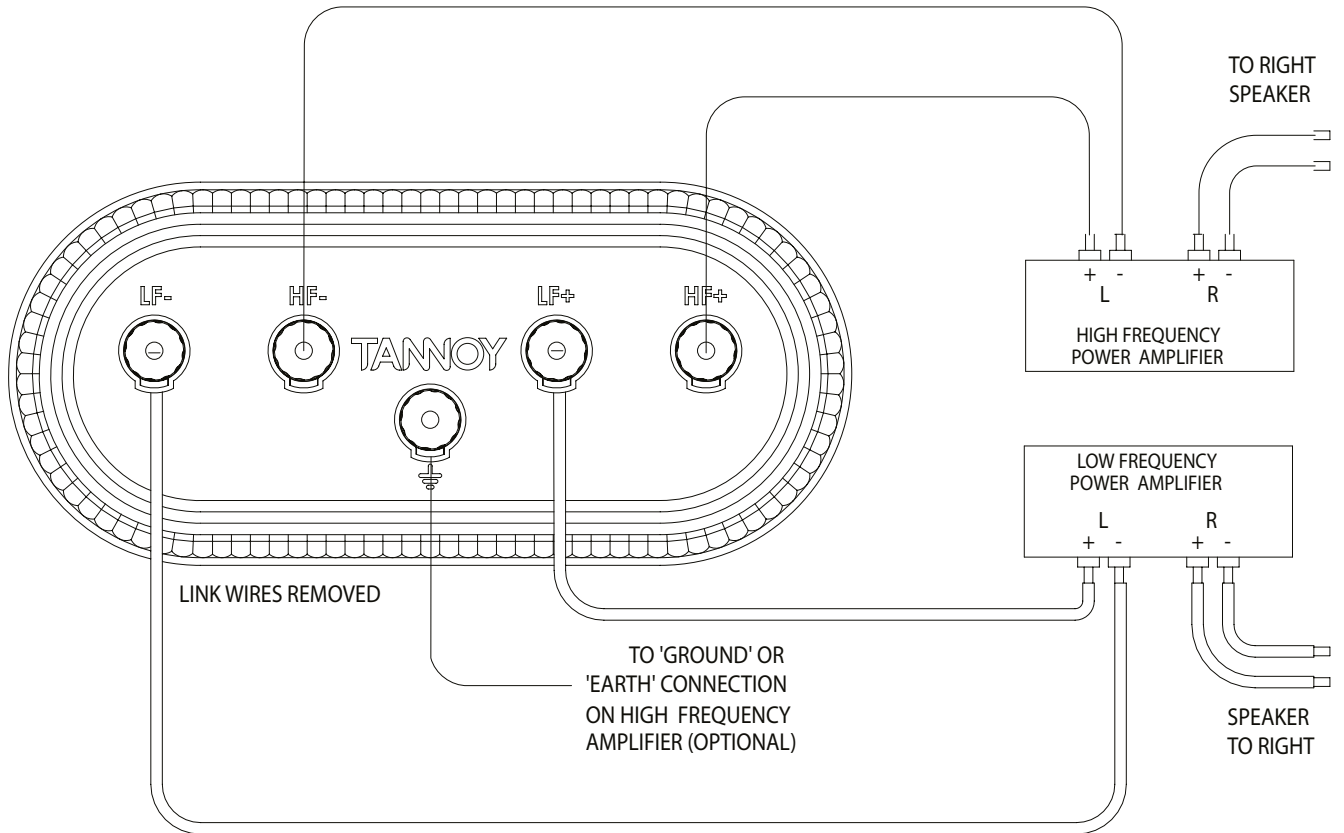 TO RIGHT
SPEAKER
LF-
HF-
LF+
HF+
TANNOY
+ - + -
L R
HIGH FREQUENCY
POWER AMPLIFIER
LOW FREQUENCY
POWER AMPLIFIER
L R
+ - + -
LINK WIRES REMOVED
TO 'GROUND' OR
'EARTH' CONNECTION
ON HIGH FREQUENCY
AMPLIFIER (OPTIONAL)
SPEAKER
TO RIGHT